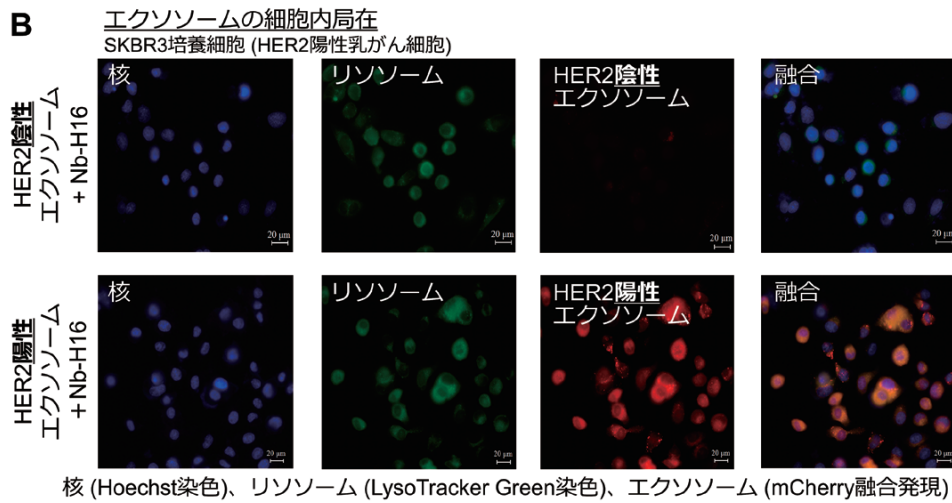 B
エクソソームの細胞内局在
SKBR3培養細胞 (HER2陽性乳がん細胞)
HER2陰性
エクソソーム
+ Nb-H16
核
20 μm
リソソーム
20 μm
HER2陰性
エクソソーム
20 μm
融合
20 μm
HER2陽性
エクソソーム
+Nb-H16
核
20 μm
リソソーム
20 μm
HER2陽性
エクソソーム
20 μm
融合
20 μm
核 (Hoechst染色)、リソソーム (LysoTracker Green染色)、エクソソーム (mCherry融合発現)